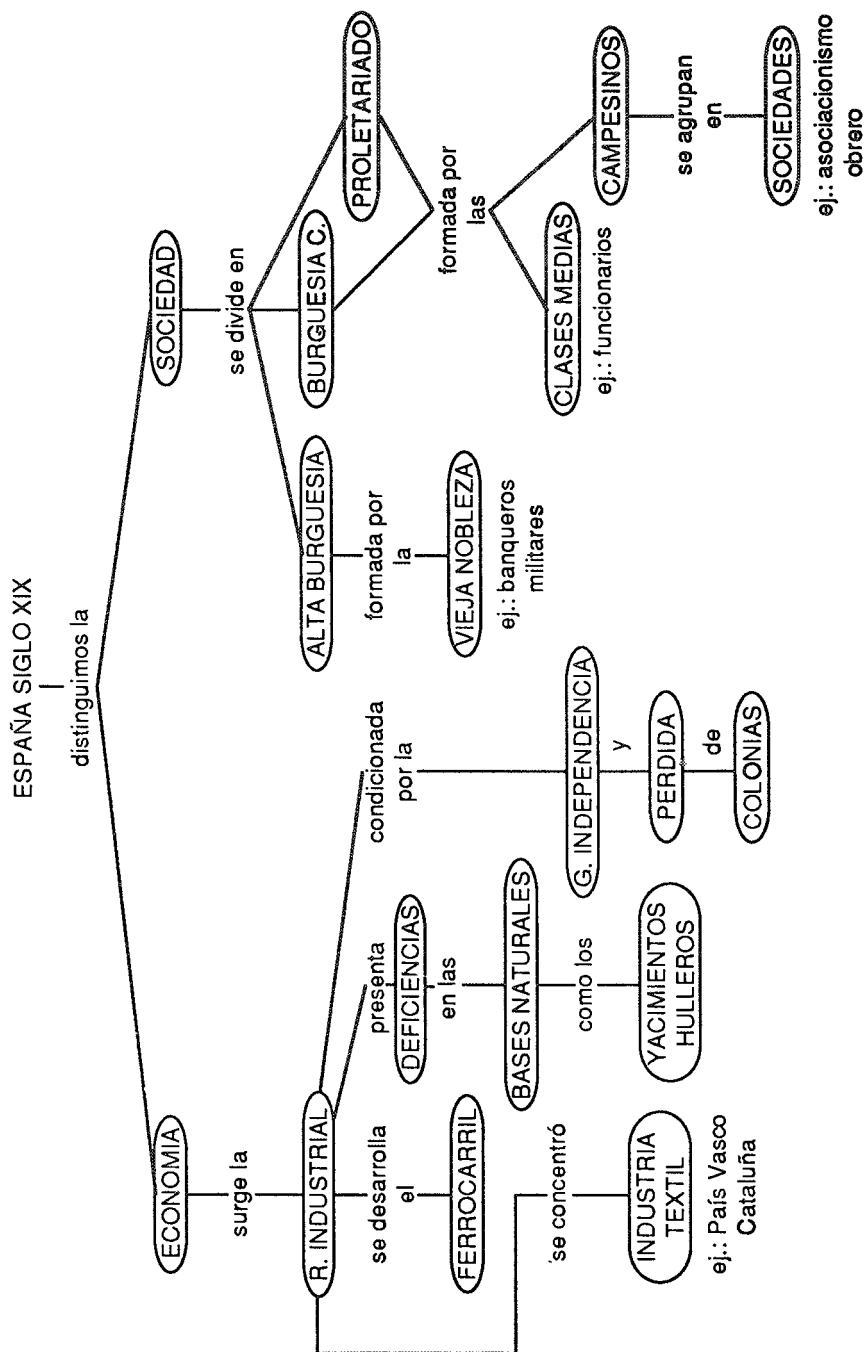 ESPAÑA SIGLO XIX
distinguimos la
ECONOMIA
surge la
R. INDUSTRIAL
se desarrolla
el
FERROCARRIL
se concentró
INDUSTRIA
TEXTIL
ej.: País Vasco
Cataluña
presenta
DEFICIENCIAS
en las
BASES NATURALES
como los
YACIMIENTOS
HULLEROS
condicionada
por la
G. INDEPENDENCIA
y
PERDIDA
de
COLONIAS
SOCIEDAD
se divide en
ALTA BURGUESIA
formada por
la
VIEJA NOBLEZA
ej.: banqueros
militares
BURGUESIA C.
PROLETARIADO
formada por
las
CLASES MEDIAS
ej.: funcionarios
CAMPESINOS
se agrupan
en
SOCIEDADES
ej.: asociacionismo
obrero